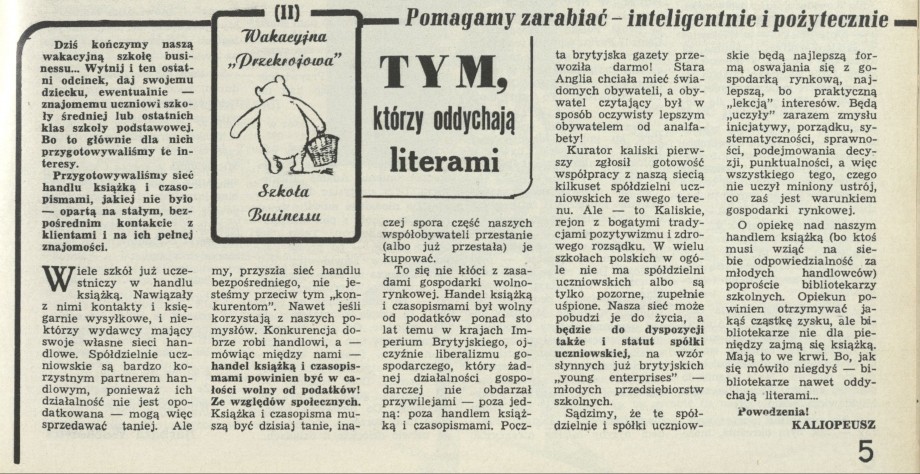 Pomagamy zarabiać – inteligentnie i pożytecznie
(11)
Wakacyjna
„Przekrojowa”
Szkoła
Businessu
TYM,
którzy oddychają
literami
Dziś kończymy naszą
wakacyjną szkołę busi-
nessu... Wytnij i ten ostat-
ni odcinek, daj swojemu
dziecku, ewentualnie —
znajomemu uczniowi szko-
ły średniej lub ostatnich
klas szkoły podstawowej.
Bo to głównie dla nich
przygotowywaliśmy te in-
teresy.
Przygotowywaliśmy sieć
handlu książką i czaso-
pismami, jakiej nie było
— opartą na stałym, bez-
pośrednim kontakcie z
klientami i na ich pełnej
znajomości.
Wiele szkół już ucze-
stniczy w handlu
książką. Nawiązały
z nimi kontakty i księ-
garnie wysyłkowe, i nie-
którzy wydawcy mający
swoje własne sieci han-
dlowe. Spółdzielnie ucz-
niowskie są bardzo ko-
rzystnym partnerem han-
dlowym, ponieważ ich
działalność nie jest opo-
datkowana — mogą więc
sprzedawać taniej. Ale
my, przyszła sieć handlu
bezpośredniego, nie je-
steśmy przeciw tym „kon-
kurentom”. Nawet jeśli
korzystają z naszych po-
mysłów. Konkurencja do-
brze robi handlowi, a —
mówiąc między nami —
handel książką i czasopis-
mami powinien być w ca-
łości wolny od podatków!
Ze względów społecznych.
Książka i czasopisma mu-
szą być dzisiaj tanie, ina-
czej spora część naszych
współobywateli przestanie
(albo już przestała) je
kupować.
To się nie kłóci z zasa-
dami gospodarki wolno-
rynkowej. Handel książką
i czasopismami był wolny
od podatków ponad sto
lat temu w krajach Im-
perium Brytyjskiego, oj-
czyźnie liberalizmu go-
spodarczego, który żad-
nej działalności gospo-
darczej nie obdarzał
przywilejami — poza jed-
ną: poza handlem książ-
ką i czasopismami. Pocz-
ta brytyjska gazety prze-
woziła darmo! Stara
Anglia chciała mieć świa-
domych obywateli, a oby-
watel czytający był w
sposób oczywisty lepszym
obywatelem od analfa-
bety!
Kurator kaliski pierw-
szy zgłosił gotowość
współpracy z naszą siecią
kilkuset spółdzielni ucz-
niowskich ze swego tere-
nu. Ale — to Kaliskie,
rejon z bogatymi trady-
cjami pozytywizmu i zdro-
wego rozsądku. W wielu
szkołach polskich w ogó-
le nie ma spółdzielni
uczniowskich albo są
tylko pozorne, zupełnie
uśpione. Nasza sieć może
pobudzi je do życia, a
będzie do dyspozycji
także i statut spółki
uczniowskiej, na wzór
słynnych już brytyjskich
„young enterprises” —
młodych przedsiębiorstw
szkolnych.
Sądzimy, że te spół-
dzielnie i spółki uczniow-
skie będą najlepszą for-
mą oswajania się z go-
spodarką rynkową, naj-
lepszą, bo praktyczną
„lekcją” interesów. Będą
„uczyły” zarazem zmysłu
inicjatywy, porządku, sy-
stematyczności, sprawno-
ści, podejmowania decy-
zji, punktualności, a więc
wszystkiego tego, czego
nie uczył miniony ustrój,
co zaś jest warunkiem
gospodarki rynkowej.
O opiekę nad naszym
handlem książką (bo ktoś
musi wziąć na sie-
bie odpowiedzialność za
młodych handlowców)
poproście bibliotekarzy
szkolnych. Opiekun po-
winien otrzymywać ja-
kąś cząstkę zysku, ale bi-
bliotekarze nie dla pie-
niędzy zajmą się książką.
Mają to we krwi. Bo, jak
się mówiło niegdyś — bi-
bliotekarze nawet oddy-
chają literami...
Powodzenia!
KALIOPEUSZ
5